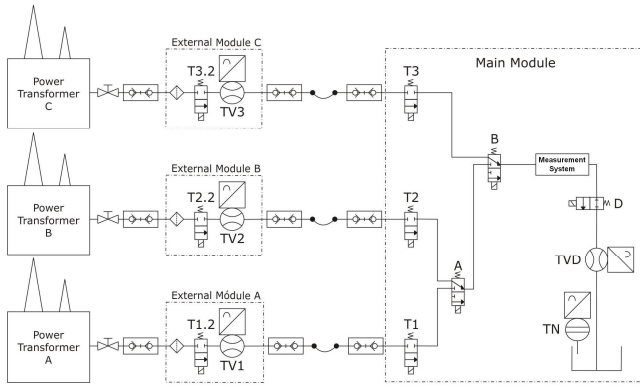 External Module C
Main Module
Power
Transformer
C
T3.2
TV3
T3
B
Measurement
System
External Module B
Power
Transformer
B
T2.2
TV2
T2
A
D
TVD
External Módule A
Power
Transformer
A
T1.2
TV1
T1
TN